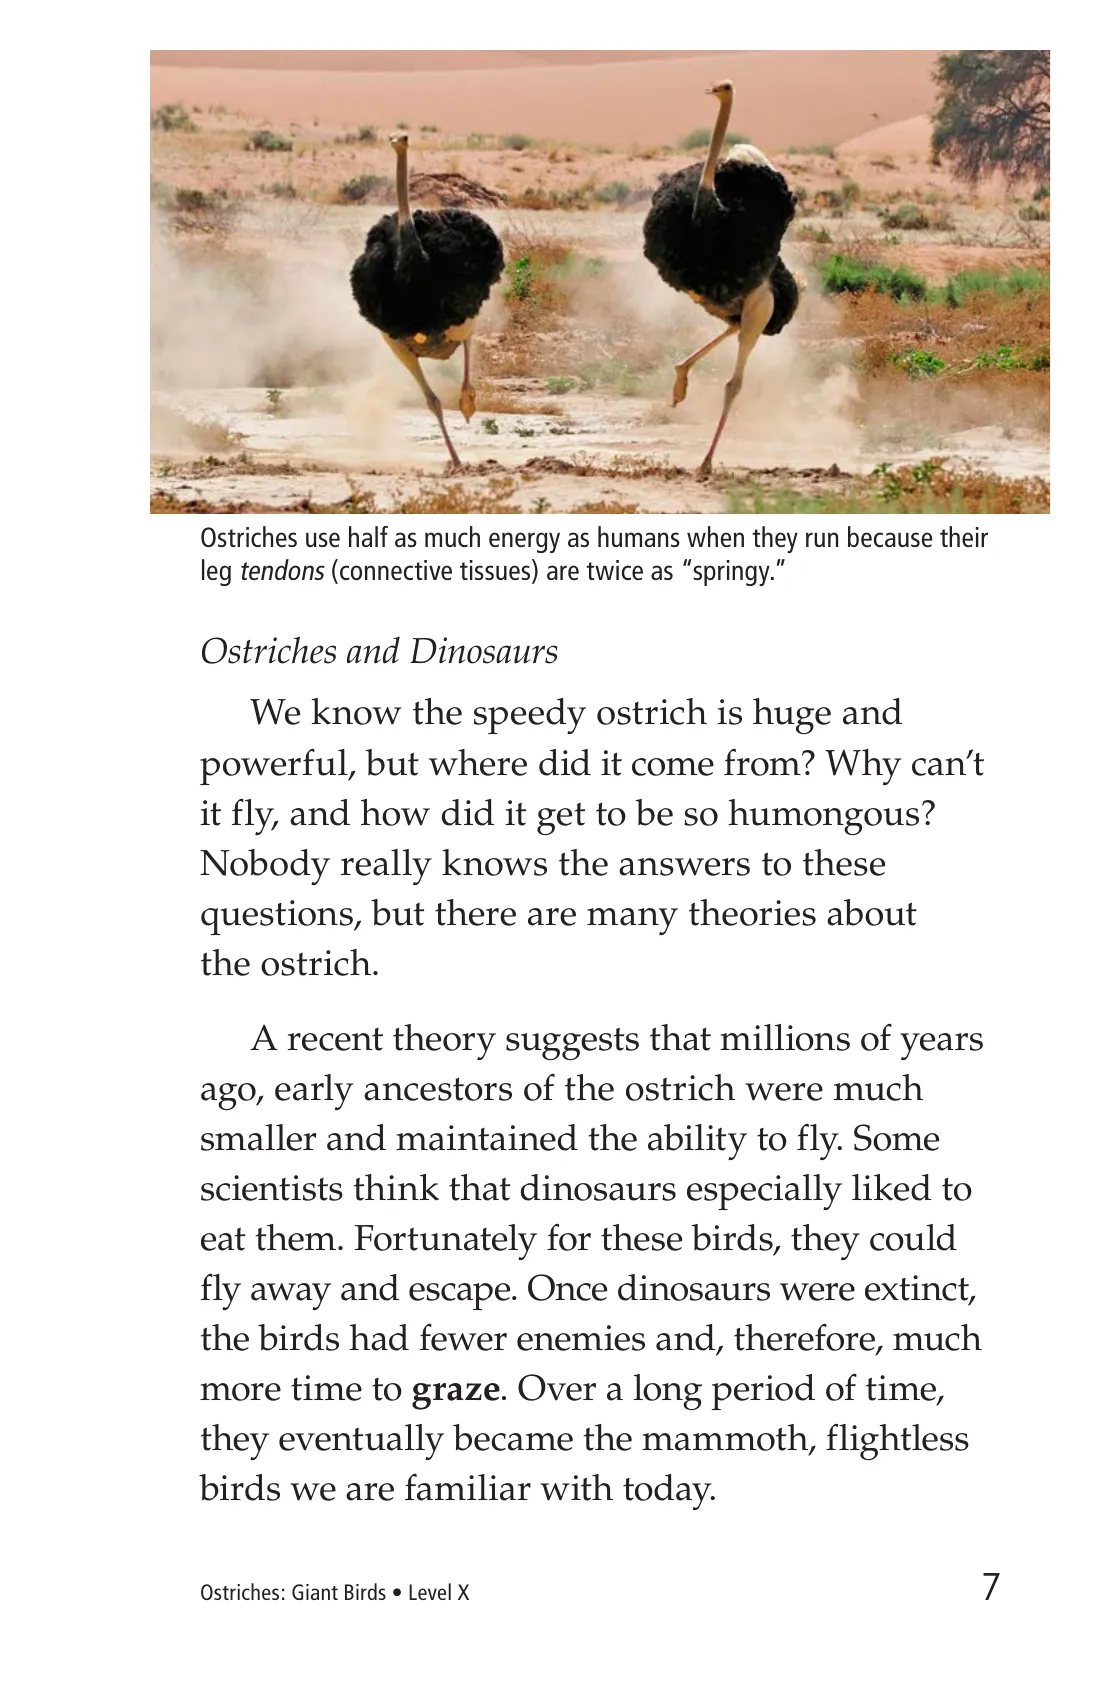 Ostriches use half as much energy as humans when they run because their
leg tendons (connective tissues) are twice as “springy.”
Ostriches and Dinosaurs
We know the speedy ostrich is huge and
powerful, but where did it come from? Why can’t
it fly, and how did it get to be so humongous?
Nobody really knows the answers to these
questions, but there are many theories about
the ostrich.
A recent theory suggests that millions of years
ago, early ancestors of the ostrich were much
smaller and maintained the ability to fly. Some
scientists think that dinosaurs especially liked to
eat them. Fortunately for these birds, they could
fly away and escape. Once dinosaurs were extinct,
the birds had fewer enemies and, therefore, much
more time to graze. Over a long period of time,
they eventually became the mammoth, flightless
birds we are familiar with today.
Ostriches: Giant Birds • Level X 7